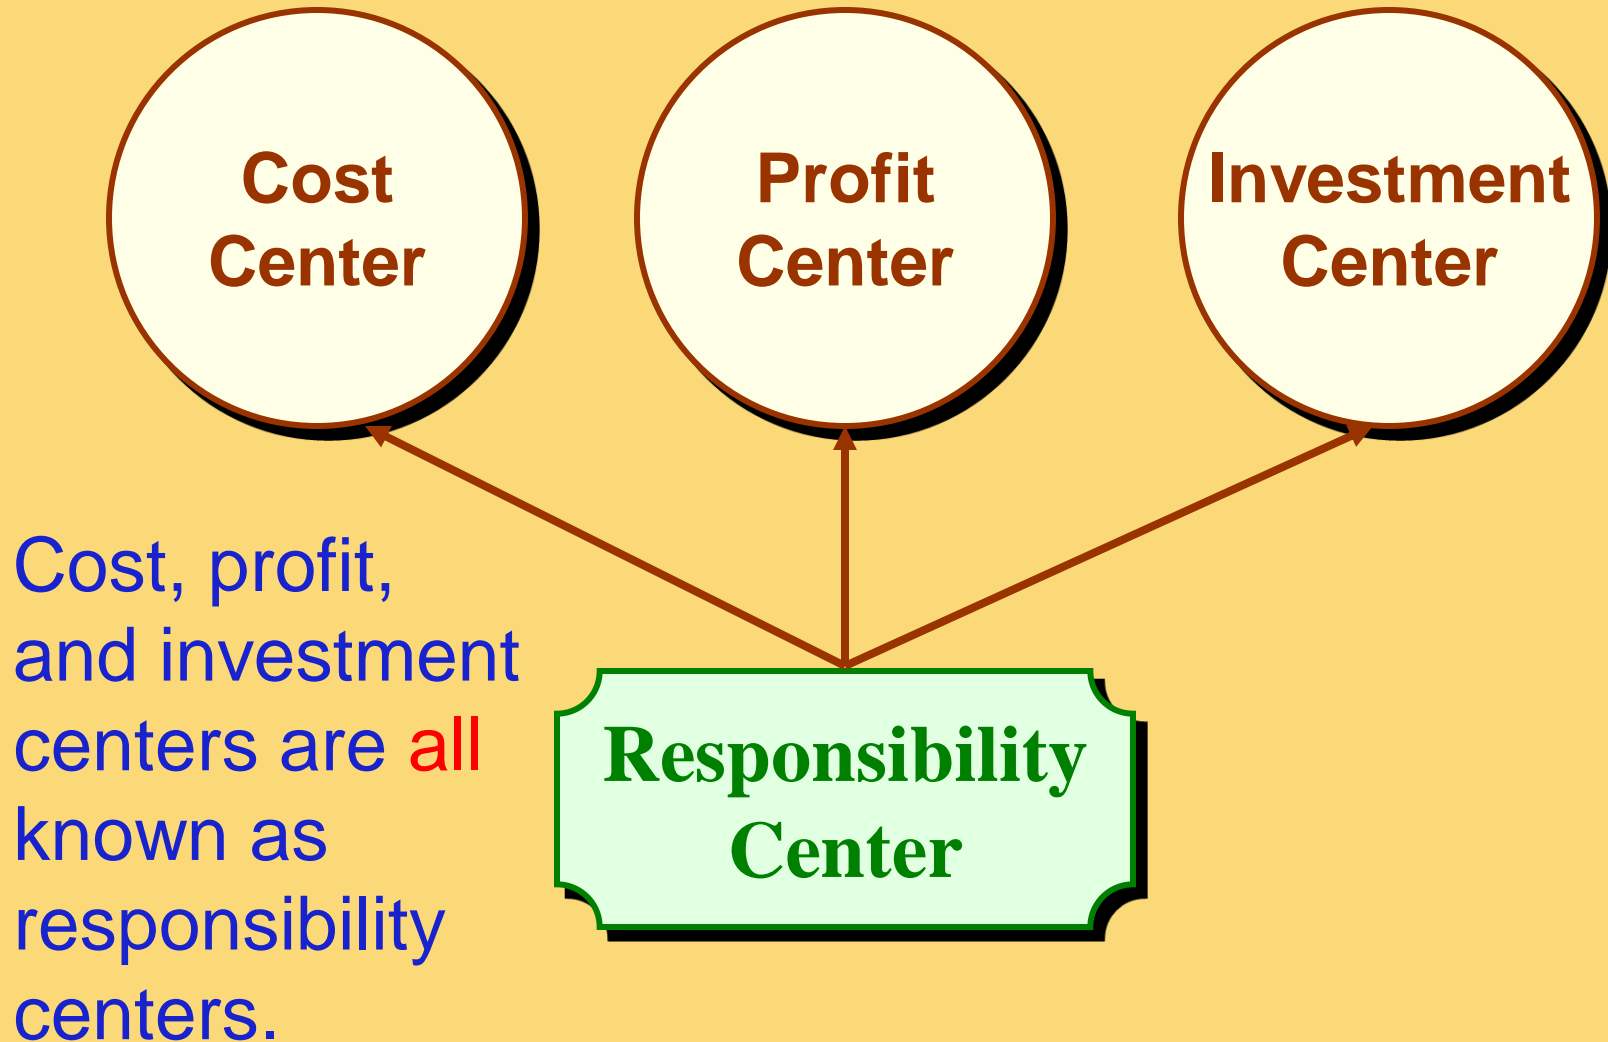 Cost
Center
Profit
Center
Investment
Center
Cost, profit,
and investment
centers are all
known as
responsibility
centers.
Responsibility
Center